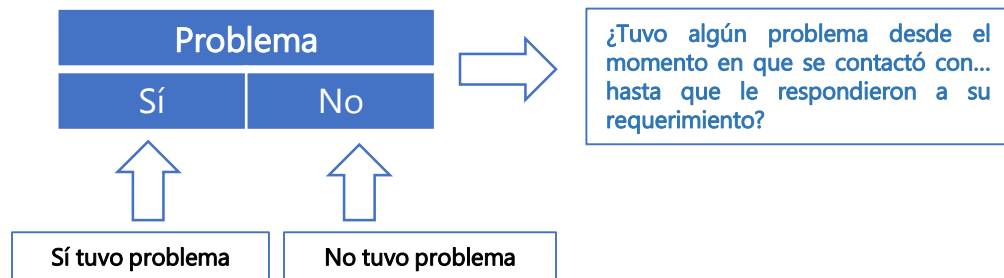 Problema
Sí No
¿Tuvo algún problema desde el
momento en que se contactó con...
hasta que le respondieron a su
requerimiento?
Sí tuvo problema
No tuvo problema